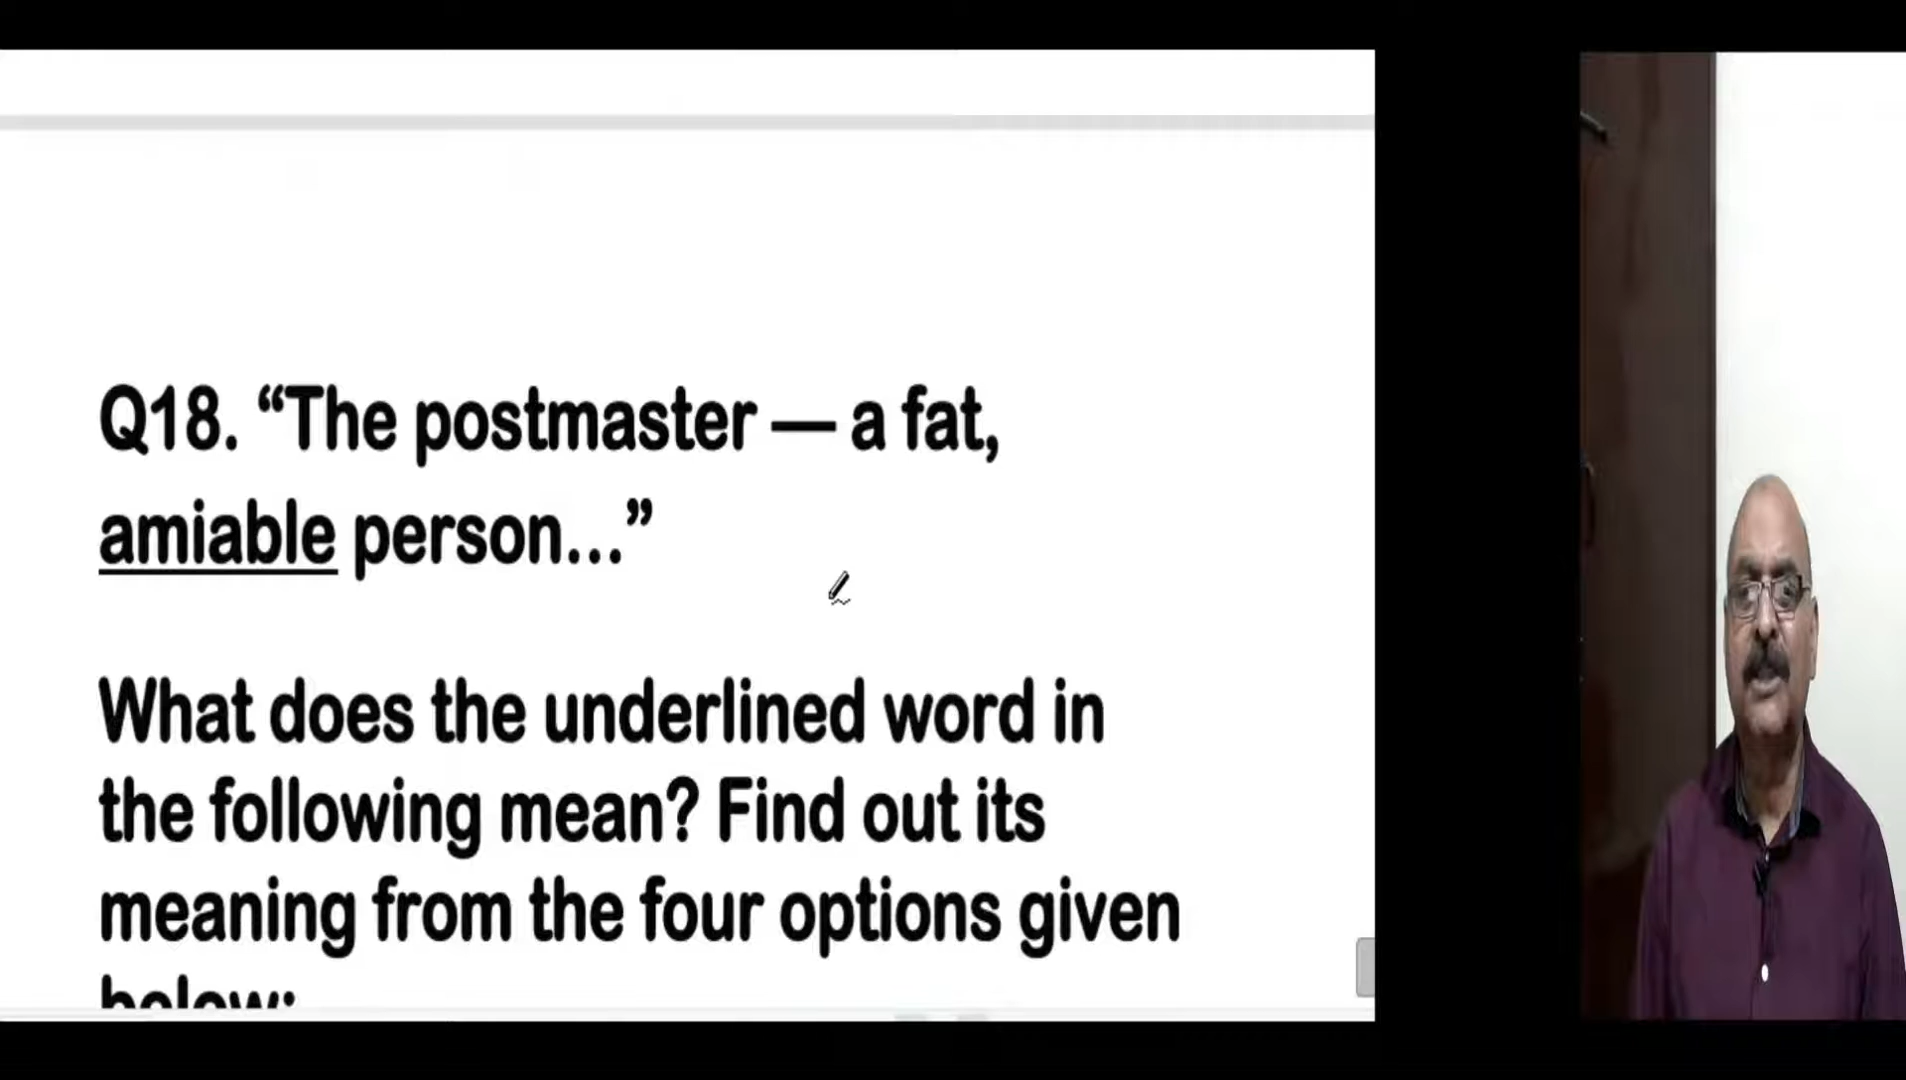 Q18. “The postmaster — a fat,
amiable person...”
What does the underlined word in
the following mean? Find out its
meaning from the four options given
below: